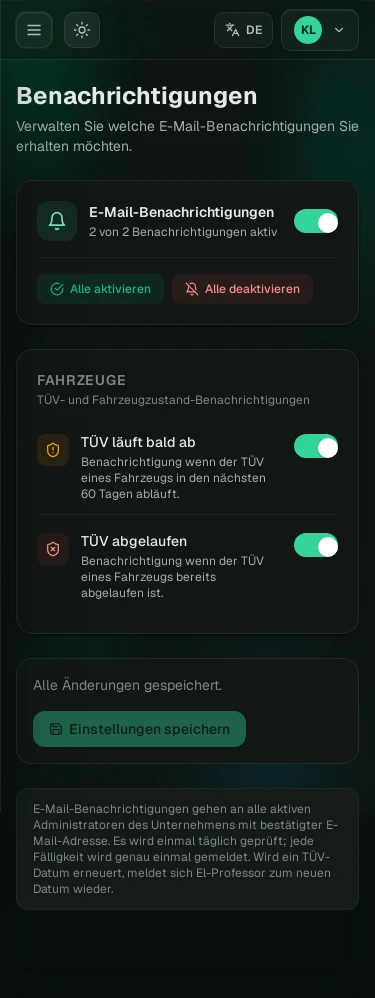 DE
KL
Benachrichtigungen
Verwalten Sie welche E-Mail-Benachrichtigungen Sie
erhalten möchten.
E-Mail-Benachrichtigungen
2 von 2 Benachrichtigungen aktiv
Alle aktivieren
Alle deaktivieren
FAHRZEUGE
TÜV- und Fahrzeugzustand-Benachrichtigungen
TÜV läuft bald ab
Benachrichtigung wenn der TÜV
eines Fahrzeugs in den nächsten
60 Tagen abläuft.
TÜV abgelaufen
Benachrichtigung wenn der TÜV
eines Fahrzeugs bereits
abgelaufen ist.
Alle Änderungen gespeichert.
Einstellungen speichern
E-Mail-Benachrichtigungen gehen an alle aktiven
Administratoren des Unternehmens mit bestätigter E-
Mail-Adresse. Es wird einmal täglich geprüft; jede
Fälligkeit wird genau einmal gemeldet. Wird ein TÜV-
Datum erneuert, meldet sich El-Professor zum neuen
Datum wieder.